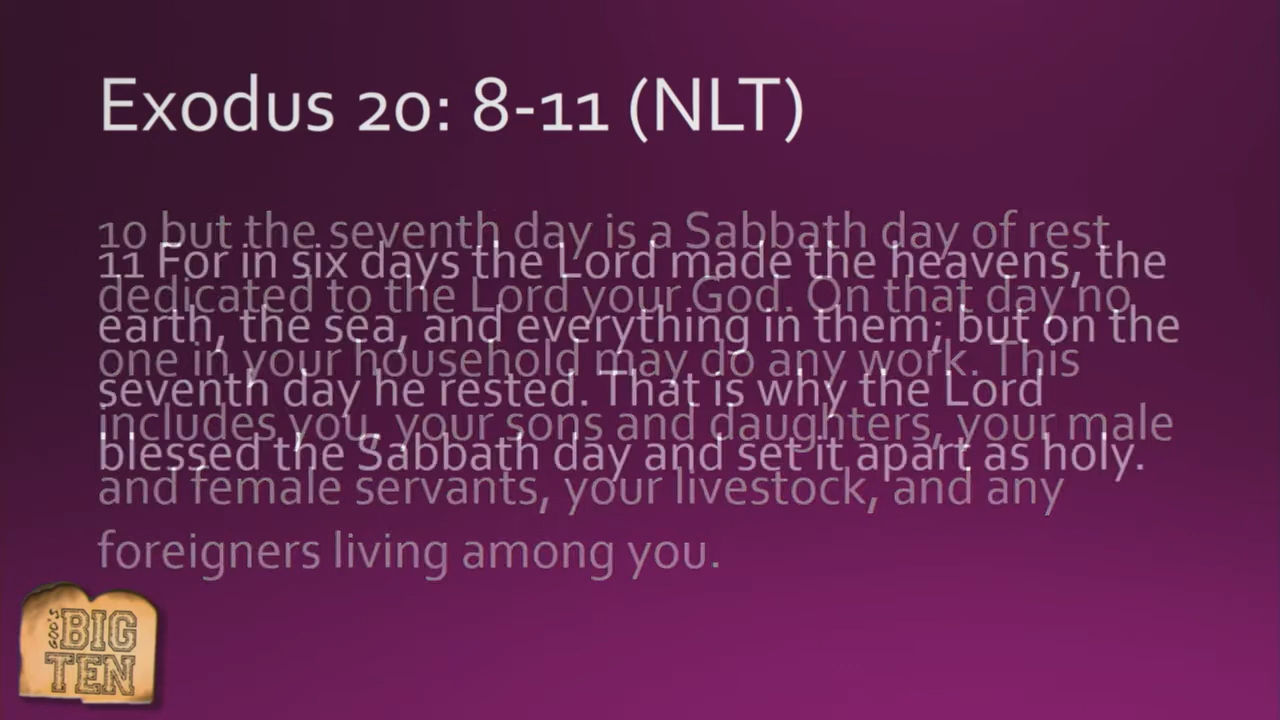 Exodus 20: 8-11 (NLT)
10 but the seventh day is a Sabbath day of rest
dedicated to the Lord your God. On that day no
one in your household may do any work. This
includes you, your sons and daughters, your male
and female servants, your livestock, and any
foreigners living among you.
11 For in six days the Lord made the heavens, the
earth, the sea, and everything in them; but on the
seventh day he rested. That is why the Lord
blessed the Sabbath day and set it apart as holy.
GOD'S
BIG
TEN